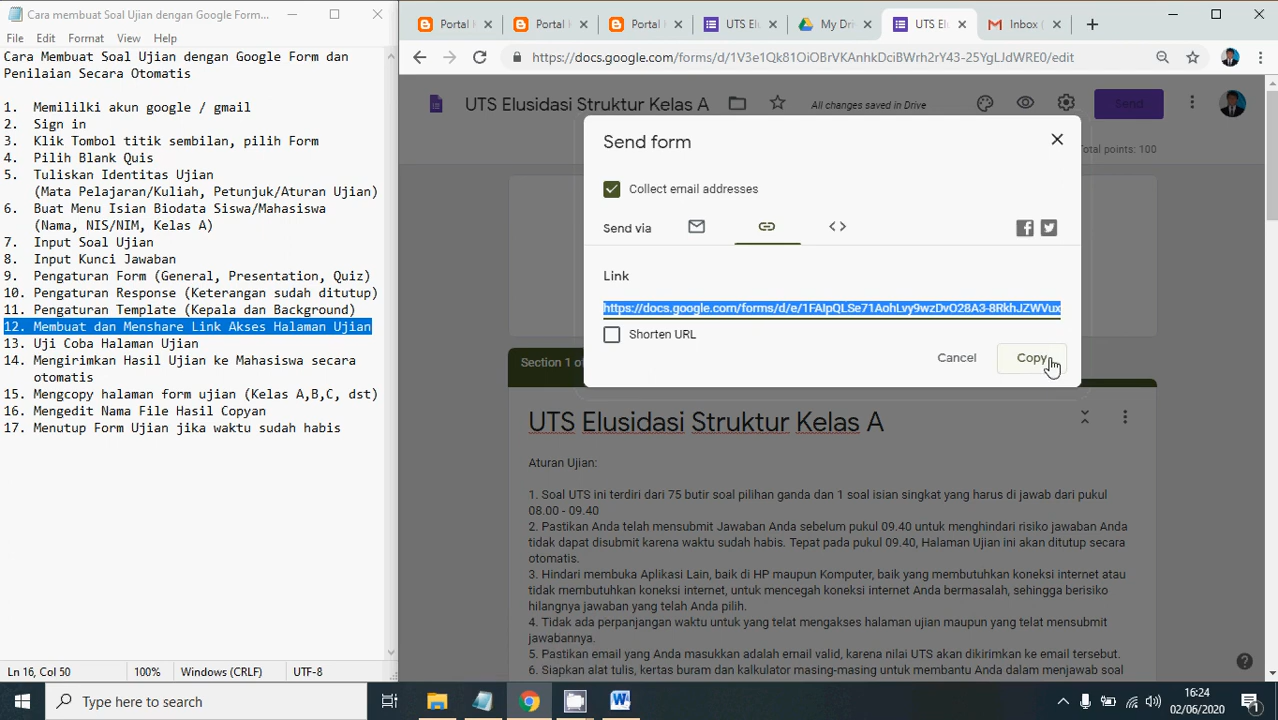 Cara Membuat Soal Ujian dengan Google Form...
File Edit Format View Help
Cara Membuat Soal Ujian dengan Google Form dan
Penilaian Secara Otomatis
1. Memililki akun google / gmail
2. Sign in
3. Klik Tombol titik sembilan, pilih Form
4. Pilih Blank Quis
5. Tuliskan Identitas Ujian
(Mata Pelajaran/Kuliah, Petunjuk/Aturan Ujian)
6. Buat Menu Isian Biodata Siswa/Mahasiswa
(Nama, NIS/NIM, Kelas A)
7. Input Soal Ujian
8. Input Kunci Jawaban
9. Pengaturan Form (General, Presentation, Quiz)
10. Pengaturan Response (Keterangan sudah ditutup)
11. Pengaturan Template (Kepala dan Background)
12. Membuat dan Menshare Link Akses Halaman Ujian
13. Uji Coba Halaman Ujian
14. Mengirimkan Hasil Ujian ke Mahasiswa secara
otomatis
15. Mengcopy halaman form ujian (Kelas A,B,C, dst)
16. Mengedit Nama File Hasil Copyan
17. Menutup Form Ujian jika waktu sudah habis
Ln 16, Col 50 100% Windows (CRLF) UTF-8
Portal Portal Portal UTS El My Dri UTS El Inbox (
https://docs.google.com/forms/d/1V3e1Qk81OiOBrVKAnhkDciBWrh2rY43-25YgLJdWRE0/edit
UTS Elusidasi Struktur Kelas A All changes saved in Drive Send
Total points: 100
Send form
Collect email addresses
Send via
Link
https://docs.google.com/forms/d/e/1FAIpQLSe71AohLvy9wzDvO28A3-8RkhJZWVux
Shorten URL
Cancel Copy
Section 1 of
UTS Elusidasi Struktur Kelas A
Aturan Ujian:
1. Soal UTS ini terdiri dari 75 butir soal pilihan ganda dan 1 soal isian singkat yang harus di jawab dari pukul
08.00 - 09.40
2. Pastikan Anda telah mensubmit Jawaban Anda sebelum pukul 09.40 untuk menghindari risiko jawaban Anda
tidak dapat disubmit karena waktu sudah habis. Tepat pada pukul 09.40, Halaman Ujian ini akan ditutup secara
otomatis.
3. Hindari membuka Aplikasi Lain, baik di HP maupun Komputer, baik yang membutuhkan koneksi internet atau
tidak membutuhkan koneksi internet, untuk mencegah koneksi internet Anda bermasalah, sehingga berisiko
hilangnya jawaban yang telah Anda pilih.
4. Tidak ada perpanjangan waktu untuk yang telat mengakses halaman ujian maupun yang telat mensubmit
jawabannya.
5. Pastikan email yang Anda masukkan adalah email valid, karena nilai UTS akan dikirimkan ke email tersebut.
6. Siapkan alat tulis, kertas buram dan kalkulator masing-masing untuk membantu Anda dalam menjawab soal
Type here to search
16:24
02/06/2020
1